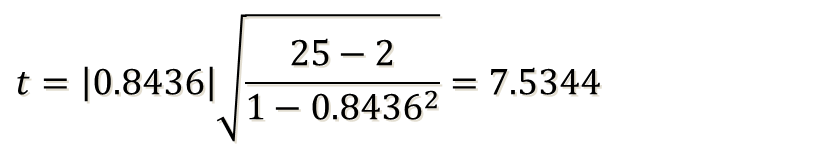 t = |0.8436| √((25 − 2)/(1 − 0.8436²)) = 7.5344